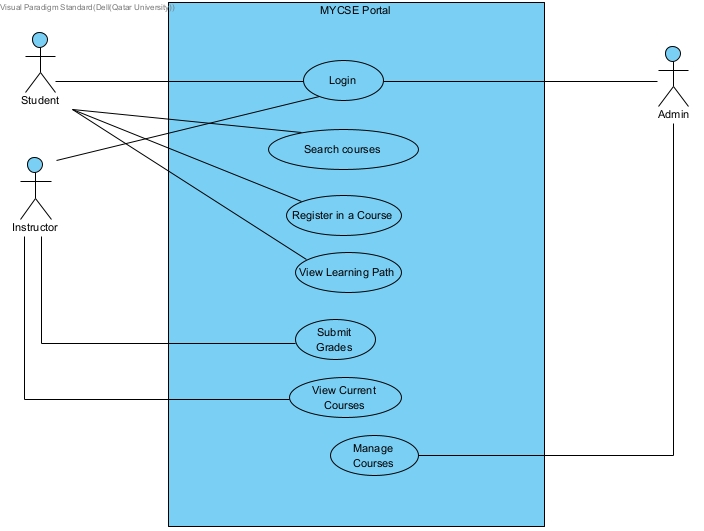 Visual Paradigm Standard(Dell(Qatar University))
MYCSE Portal
Login
Student
Admin
Search courses
Instructor
Register in a Course
View Learning Path
Submit
Grades
View Current
Courses
Manage
Courses